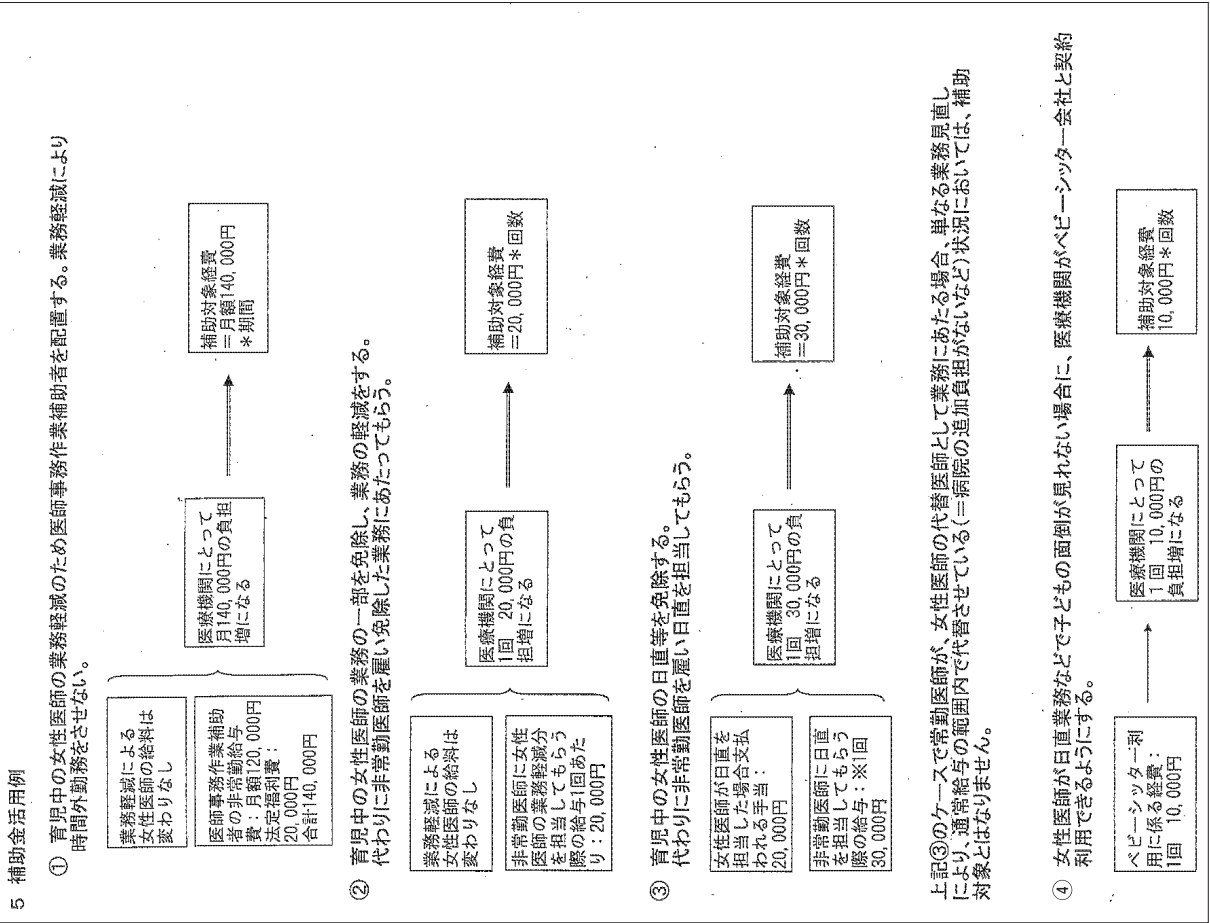 5　補助金活用例
①　育児中の女性医師の業務軽減のため医師事務作業補助者を配置する。業務軽減により
時間外勤務をさせない。
業務軽減による
女性医師の給料は
変わりなし
医師事務作業補助
者の非常勤給与
費：月額120,000円
法定福利費：
20,000円
合計140,000円
医療機関にとって
月140,000円の負担
増になる
補助対象経費
＝月額140,000円
＊期間
②　育児中の女性医師の業務の一部を免除し、業務の軽減をする。
代わりに非常勤医師を雇い免除した業務にあたってもらう。
業務軽減による
女性医師の給料は
変わりなし
非常勤医師に女性
医師の業務軽減分
を担当してもらう
際の給与1回あた
り：20,000円
医療機関にとって
1回　20,000円の負
担増になる
補助対象経費
＝20,000円＊回数
③　育児中の女性医師の日直等を免除する。
代わりに非常勤医師を雇い日直を担当してもらう。
女性医師が日直を
担当した場合支払
われる手当：
20,000円
非常勤医師に日直
を担当してもらう
際の給与：※1回
30,000円
医療機関にとって
1回　30,000円の負
担増になる
補助対象経費
＝30,000円＊回数
上記③のケースで常勤医師が、女性医師の代替医師として業務にあたる場合、単なる業務見直し
により、通常給与の範囲内で代替させている（＝病院の追加負担がないなど）状況においては、補助
対象とはなりません。
④　女性医師が日直業務などで子どもの面倒が見れない場合に、医療機関がベビーシッター会社と契約
利用できるようにする。
ベビーシッター利
用に係る経費：
1回　10,000円
医療機関にとって
1回　10,000円の
負担増になる
補助対象経費
10,000円＊回数